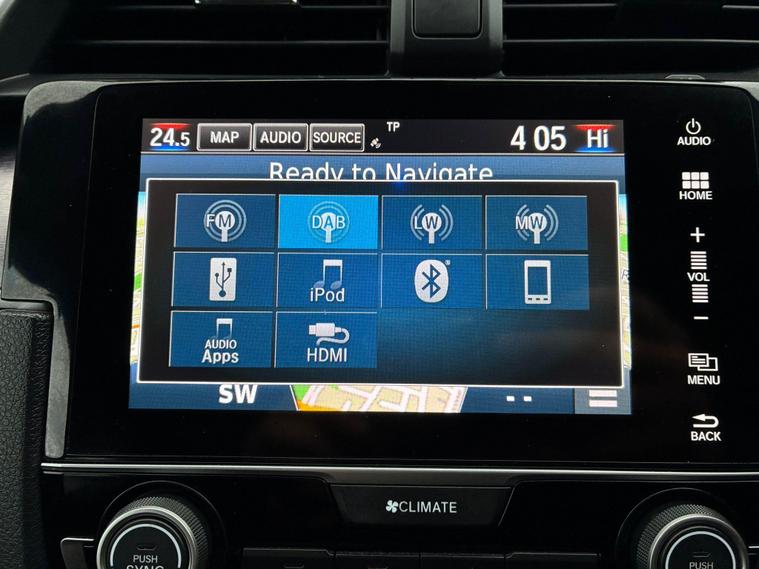 24.5 MAP AUDIO SOURCE TP 4 05 Hi
Ready to Navigate
FM DAB LW MW
iPod
AUDIO Apps
HDMI
SW
--
AUDIO
HOME
+
VOL
−
MENU
BACK
CLIMATE
PUSH
SYNC
PUSH